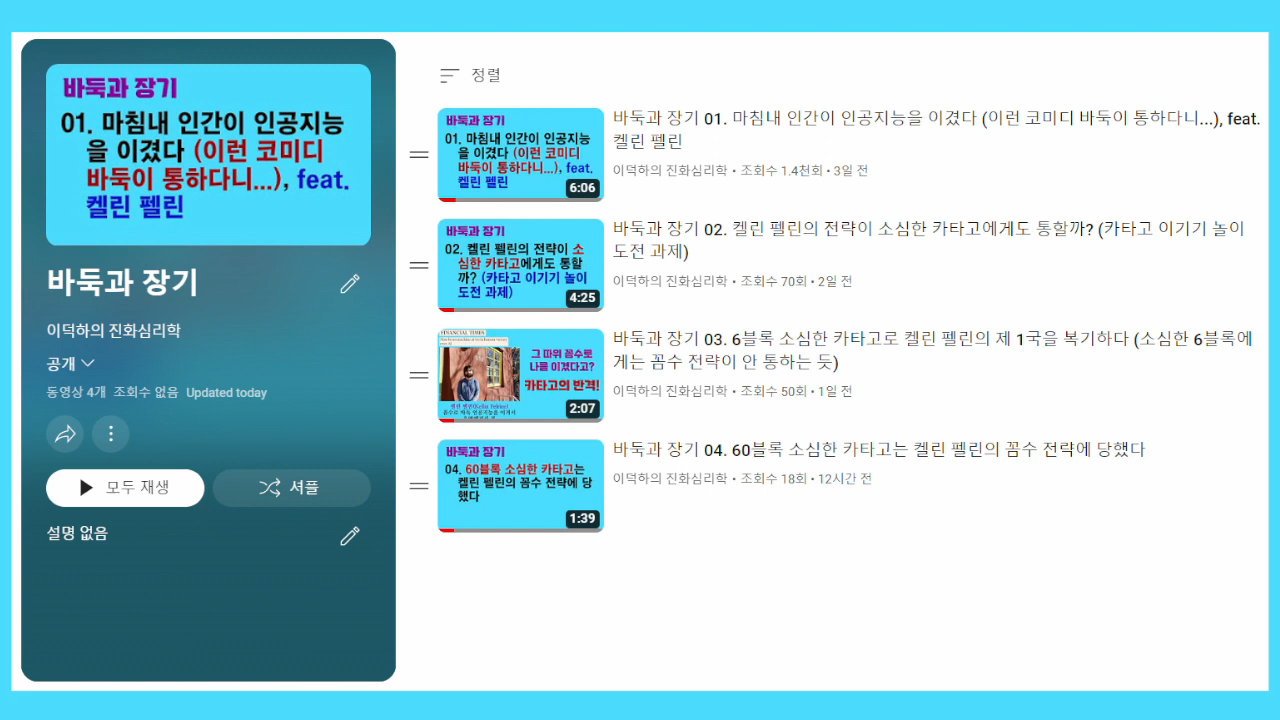 바둑과 장기
01. 마침내 인간이 인공지능
을 이겼다 (이런 코미디
바둑이 통하다니...), feat.
켈린 펠린
바둑과 장기
이덕하의 진화심리학
공개
동영상 4개 조회수 없음 Updated today
모두 재생
셔플
설명 없음
정렬
바둑과 장기
01. 마침내 인간이 인공지능
을 이겼다 (이런 코미디
바둑이 통하다니...), feat.
켈린 펠린
6:06
바둑과 장기 01. 마침내 인간이 인공지능을 이겼다 (이런 코미디 바둑이 통하다니...), feat.
켈린 펠린
이덕하의 진화심리학 • 조회수 1.4천회 • 3일 전
바둑과 장기
02. 켈린 펠린의 전략이 소
심한 카타고에게도 통할
까? (카타고 이기기 놀이
도전 과제)
4:25
바둑과 장기 02. 켈린 펠린의 전략이 소심한 카타고에게도 통할까? (카타고 이기기 놀이
도전 과제)
이덕하의 진화심리학 • 조회수 70회 • 2일 전
FINANCIAL TIMES
그 따위 꼼수로
나를 이겼다고?
카타고의 반격!
2:07
바둑과 장기 03. 6블록 소심한 카타고로 켈린 펠린의 제 1국을 복기하다 (소심한 6블록에
게는 꼼수 전략이 안 통하는 듯)
이덕하의 진화심리학 • 조회수 50회 • 1일 전
바둑과 장기
04. 60블록 소심한 카타고는
켈린 펠린의 꼼수 전략에 당
했다
1:39
바둑과 장기 04. 60블록 소심한 카타고는 켈린 펠린의 꼼수 전략에 당했다
이덕하의 진화심리학 • 조회수 18회 • 12시간 전